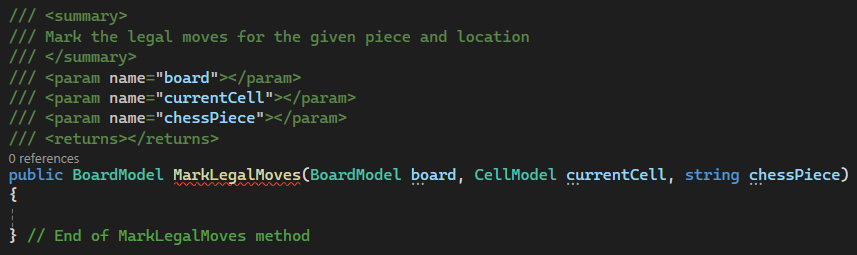 /// <summary>
/// Mark the legal moves for the given piece and location
/// </summary>
/// <param name="board"></param>
/// <param name="currentCell"></param>
/// <param name="chessPiece"></param>
/// <returns></returns>
0 references
public BoardModel MarkLegalMoves(BoardModel board, CellModel currentCell, string chessPiece)
{
} // End of MarkLegalMoves method